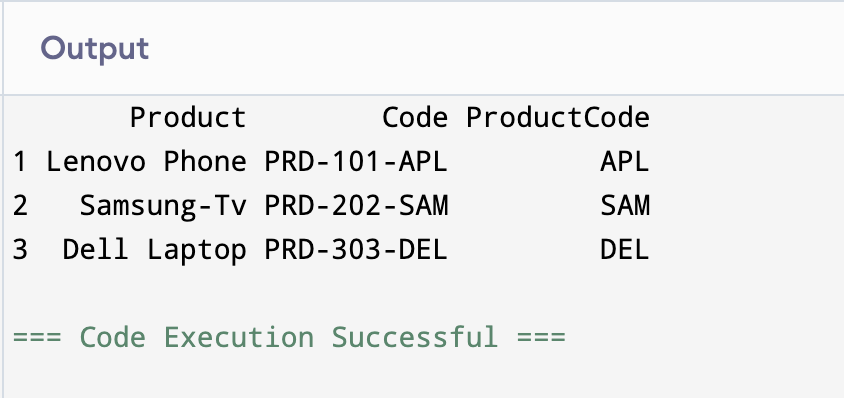 Output
Product Code ProductCode
1 Lenovo Phone PRD-101-APL APL
2 Samsung-Tv PRD-202-SAM SAM
3 Dell Laptop PRD-303-DEL DEL
=== Code Execution Successful ===